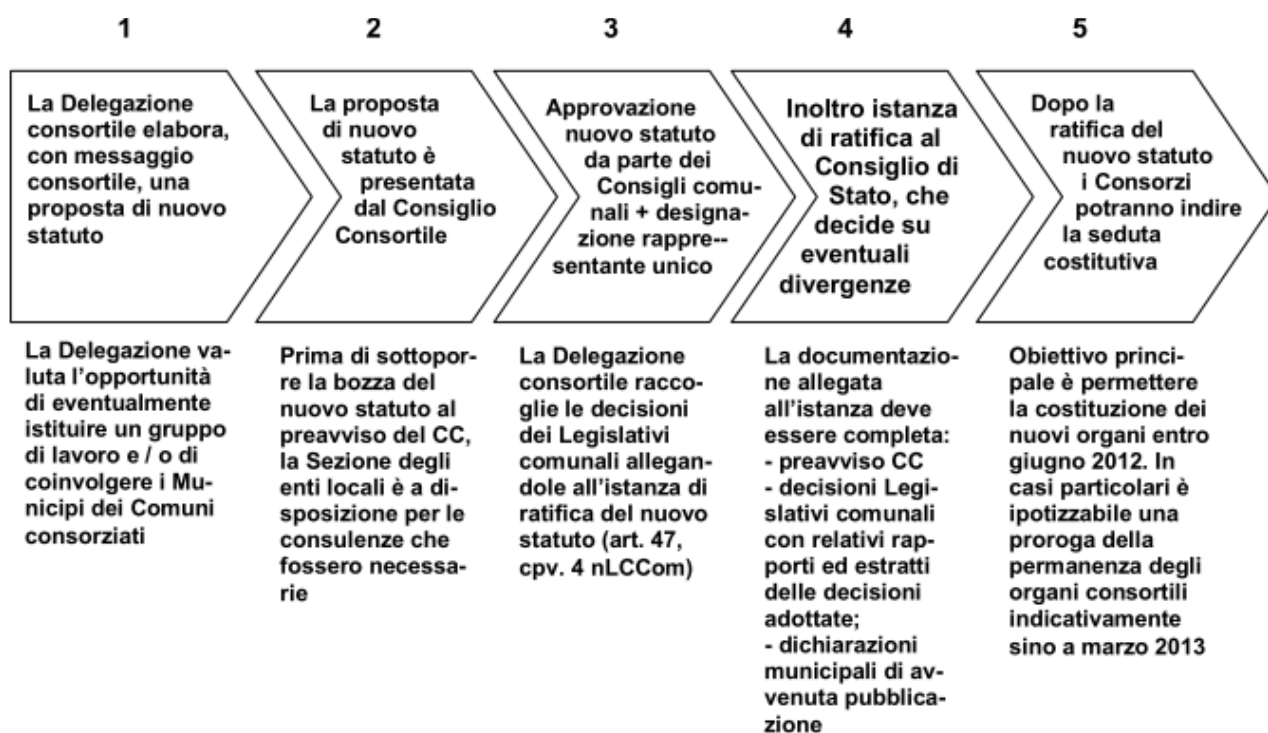 1
La Delegazione
consortile elabora,
con messaggio
consortile, una
proposta di nuovo
statuto
La Delegazione va-
luta l'opportunità
di eventualmente
istituire un gruppo
di lavoro e / o di
coinvolgere i Mu-
nicipi dei Comuni
consorziati
2
La proposta
di nuovo
statuto è
presentata
dal Consiglio
Consortile
Prima di sottopor-
re la bozza del
nuovo statuto al
preavviso del CC,
la Sezione degli
enti locali è a di-
sposizione per le
consulenze che
fossero necessa-
rie
3
Approvazione
nuovo statuto
da parte dei
Consigli comu-
nali + designa-
zione rappre--
sentante unico
La Delegazione
consortile racco-
glie le decisioni
dei Legislativi
comunali allegan-
dole all'istanza di
ratifica del nuovo
statuto (art. 47,
cpv. 4 nLCCom)
4
Inoltro istanza
di ratifica al
Consiglio di
Stato, che
decide su
eventuali
divergenze
La documentazio-
ne allegata
all'istanza deve
essere completa:
- preavviso CC
- decisioni Legi-
slativi comunali
con relativi rap-
porti ed estratti
delle decisioni
adottate;
- dichiarazioni
municipali di av-
venuta pubblica-
zione
5
Dopo la
ratifica del
nuovo statuto
i Consorzi
potranno indire
la seduta
costitutiva
Obiettivo princi-
pale è permettere
la costituzione dei
nuovi organi entro
giugno 2012. In
casi particolari è
ipotizzabile una
proroga della
permanenza degli
organi consortili
indicativamente
sino a marzo 2013